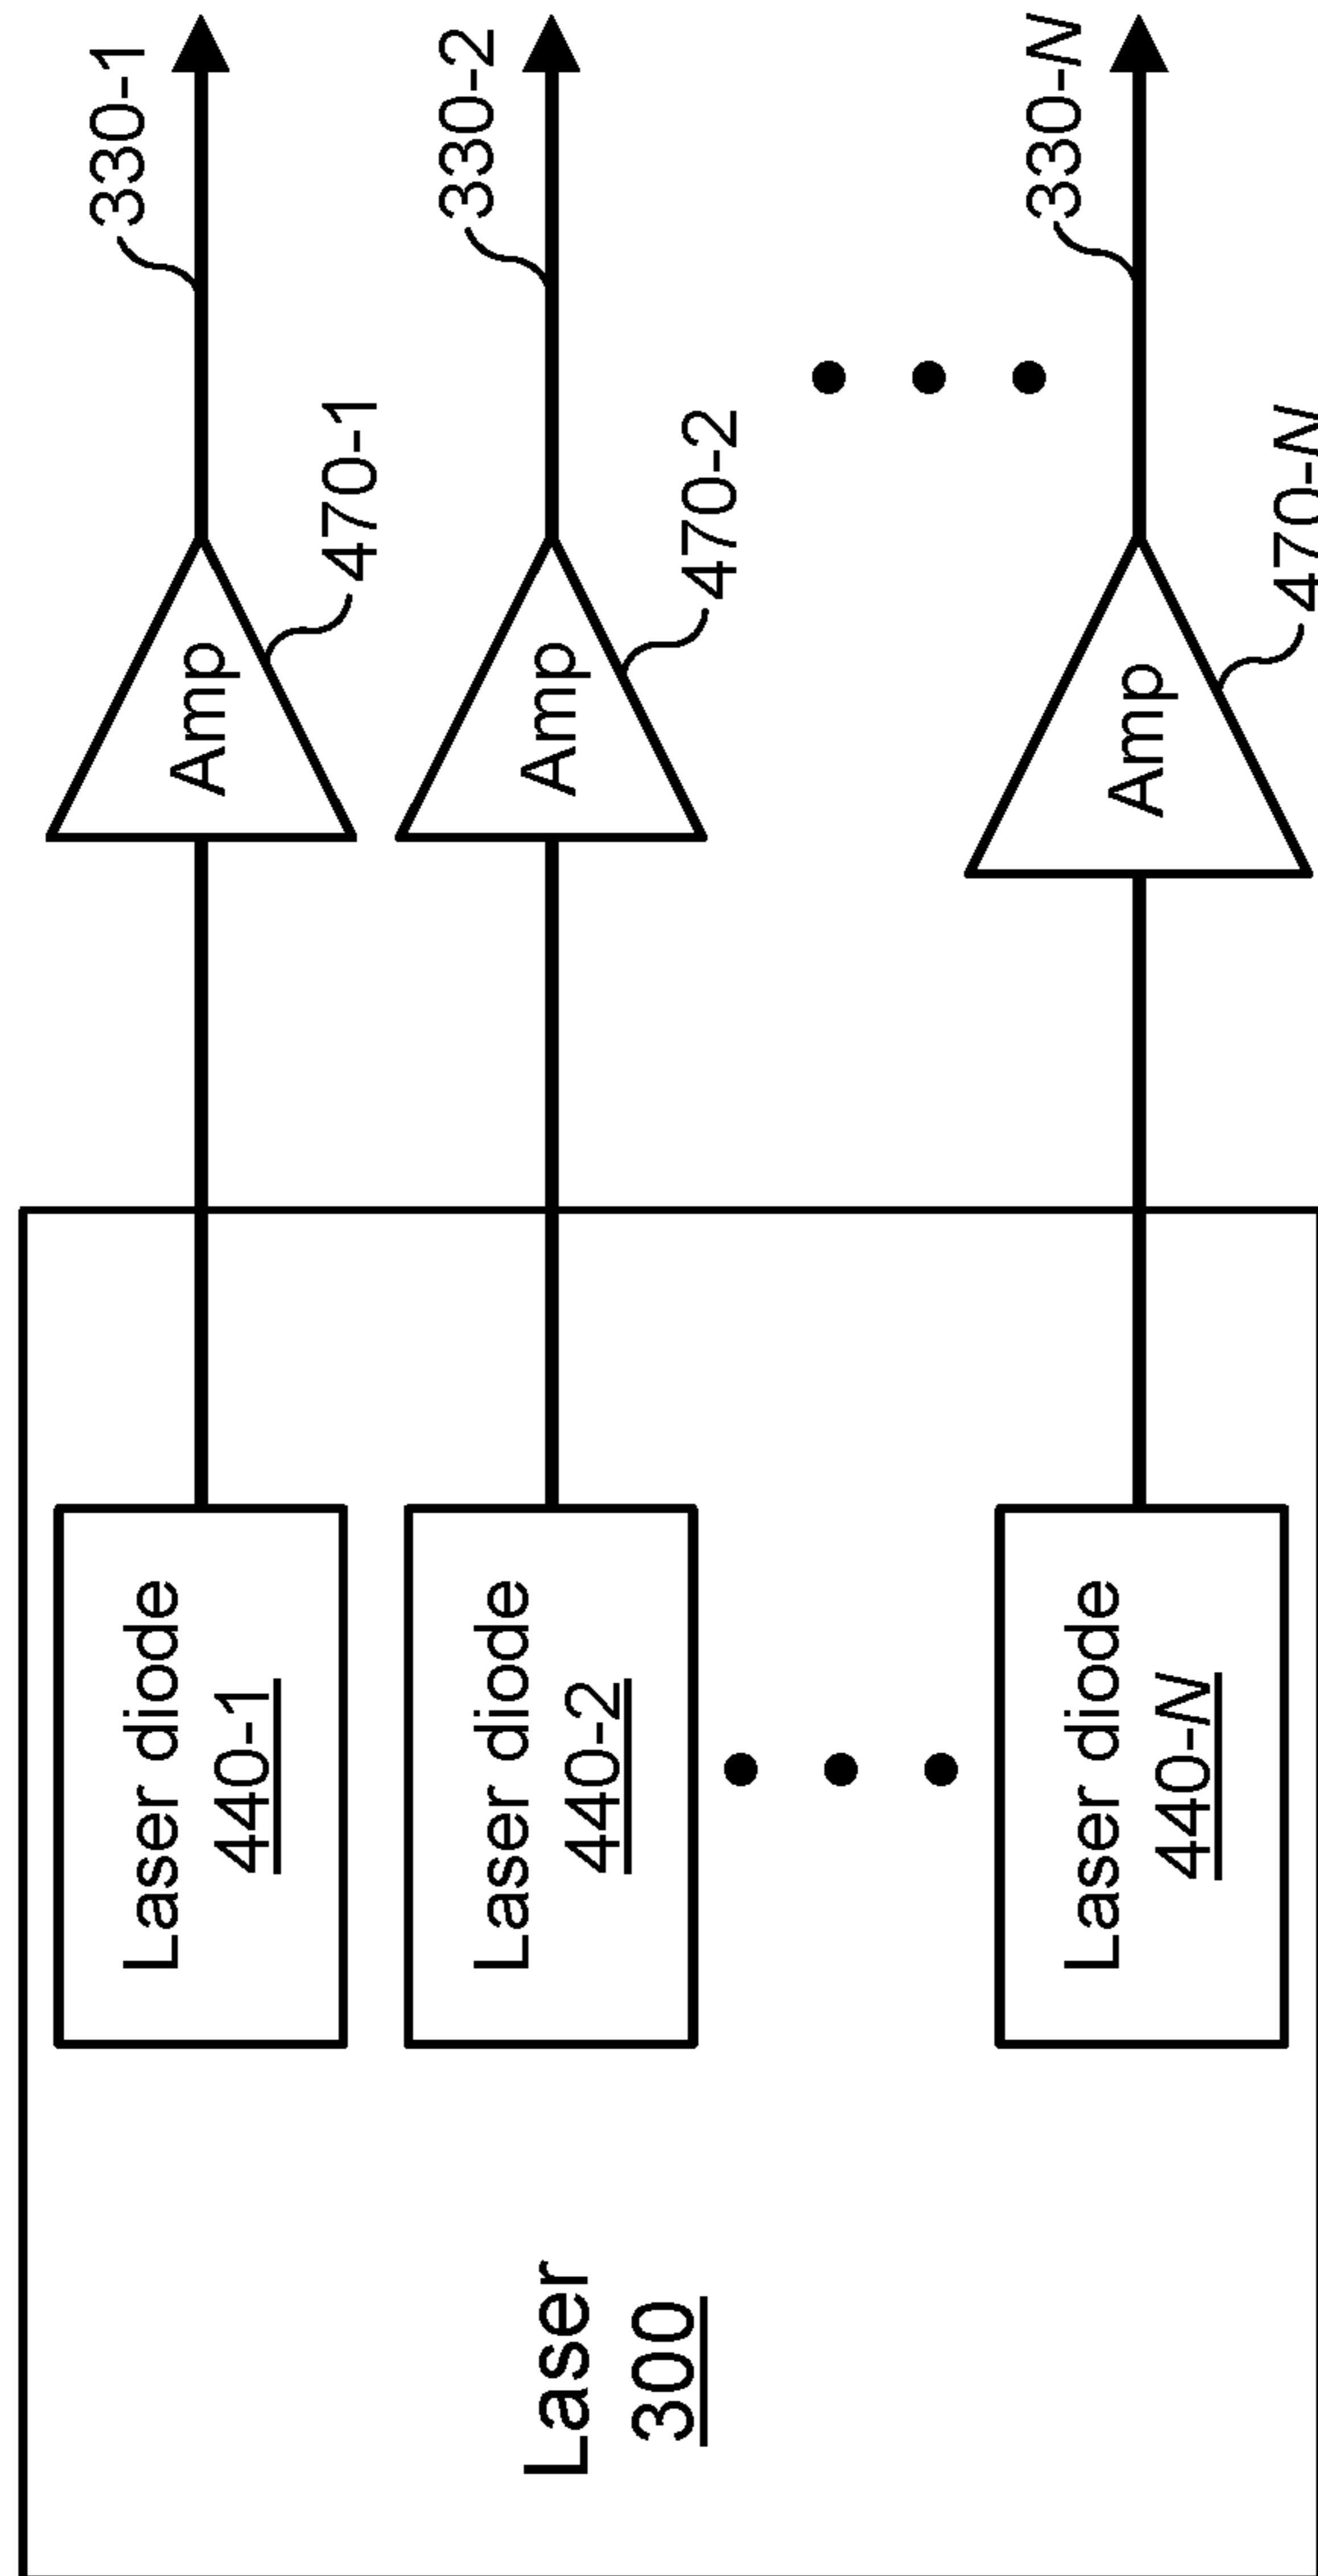 Laser
300
Laser diode
440-1
Laser diode
440-2
Laser diode
440-N
Amp
470-1
Amp
470-2
Amp
470-N
330-1
330-2
330-N